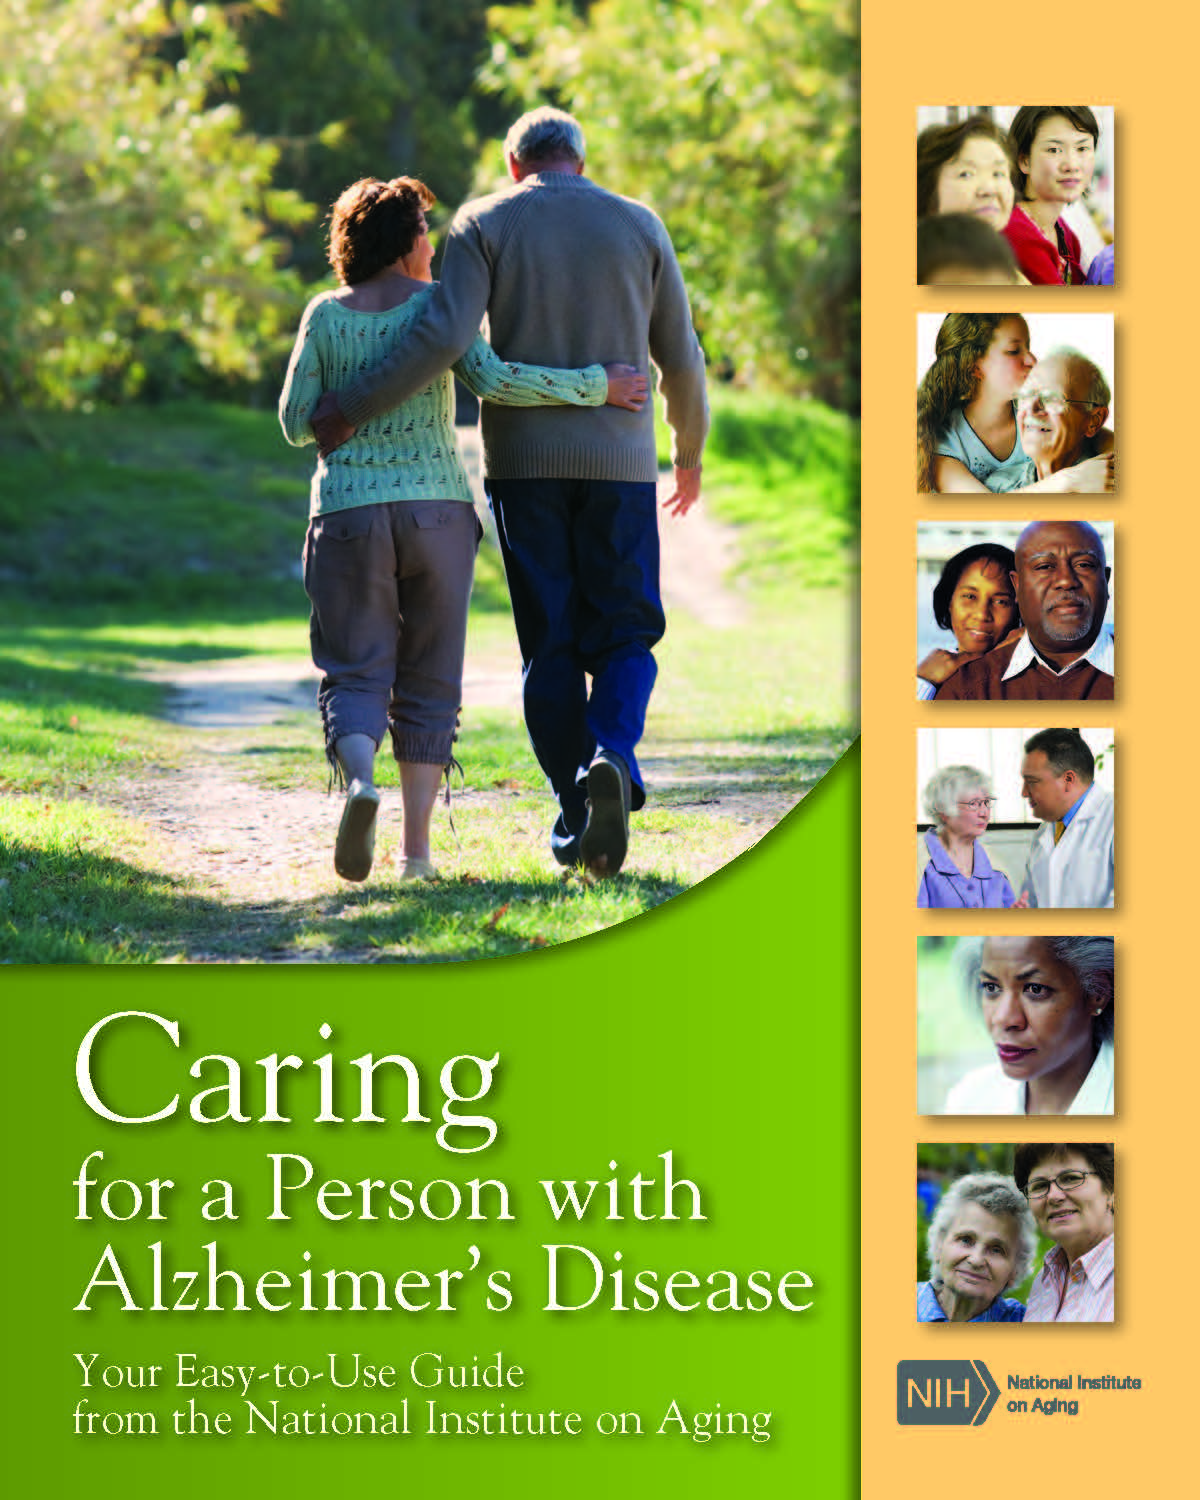 Caring
for a Person with
Alzheimer's Disease
Your Easy-to-Use Guide
from the National Institute on Aging
NIH
National Institute
on Aging